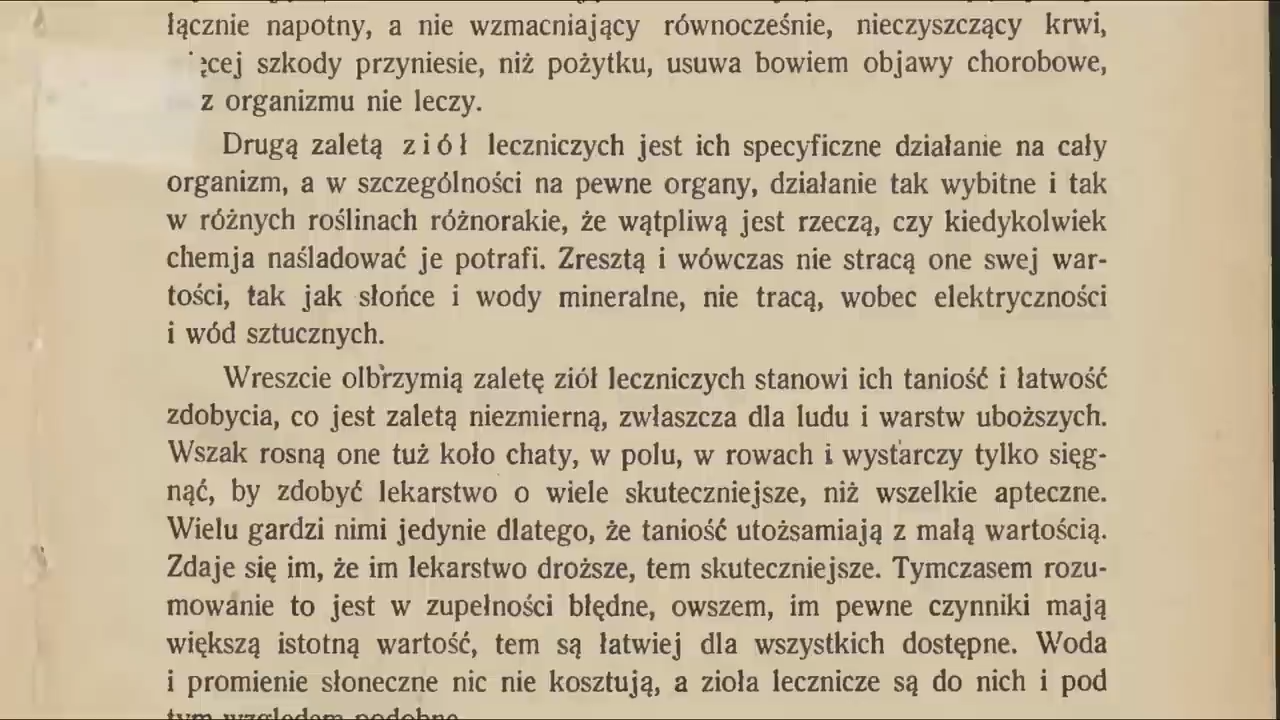 łącznie napotny, a nie wzmacniający równocześnie, nieczyszczący krwi,
szkody przyniesie, niż pożytku, usuwa bowiem objawy chorobowe,
z organizmu nie leczy.
Drugą zaletą ziół leczniczych jest ich specyficzne działanie na cały
organizm, a w szczególności na pewne organy, działanie tak wybitne i tak
w różnych roślinach różnorakie, że wątpliwą jest rzeczą, czy kiedykolwiek
chemja naśladować je potrafi. Zresztą i wówczas nie stracą one swej war-
tości, tak jak słońce i wody mineralne, nie tracą, wobec elektryczności
i wód sztucznych.
Wreszcie olbrzymią zaletę ziół leczniczych stanowi ich taniość i łatwość
zdobycia, co jest zaletą niezmierną, zwłaszcza dla ludu i warstw uboższych.
Wszak rosną one tuż koło chaty, w polu, w rowach i wystarczy tylko sięg-
nąć, by zdobyć lekarstwo o wiele skuteczniejsze, niż wszelkie apteczne.
Wielu gardzi nimi jedynie dlatego, że taniość utożsamiają z małą wartością.
Zdaje się im, że im lekarstwo droższe, tem skuteczniejsze. Tymczasem rozu-
mowanie to jest w zupełności błędne, owszem, im pewne czynniki mają
większą istotną wartość, tem są łatwiej dla wszystkich dostępne. Woda
i promienie słoneczne nic nie kosztują, a zioła lecznicze są do nich i pod
tym względem podobne